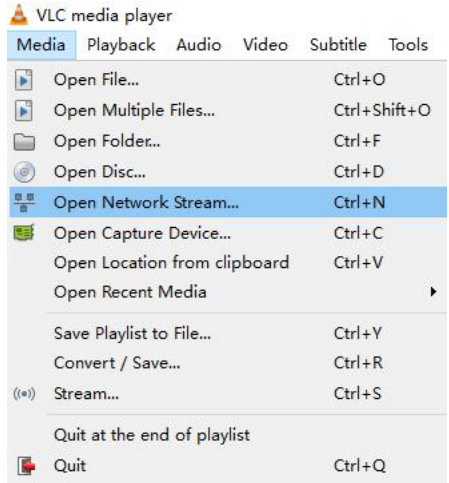 VLC media player
Media Playback Audio Video Subtitle Tools
Open File... Ctrl+O
Open Multiple Files... Ctrl+Shift+O
Open Folder... Ctrl+F
Open Disc... Ctrl+D
Open Network Stream... Ctrl+N
Open Capture Device... Ctrl+C
Open Location from clipboard Ctrl+V
Open Recent Media
Save Playlist to File... Ctrl+Y
Convert / Save... Ctrl+R
Stream... Ctrl+S
Quit at the end of playlist
Quit Ctrl+Q